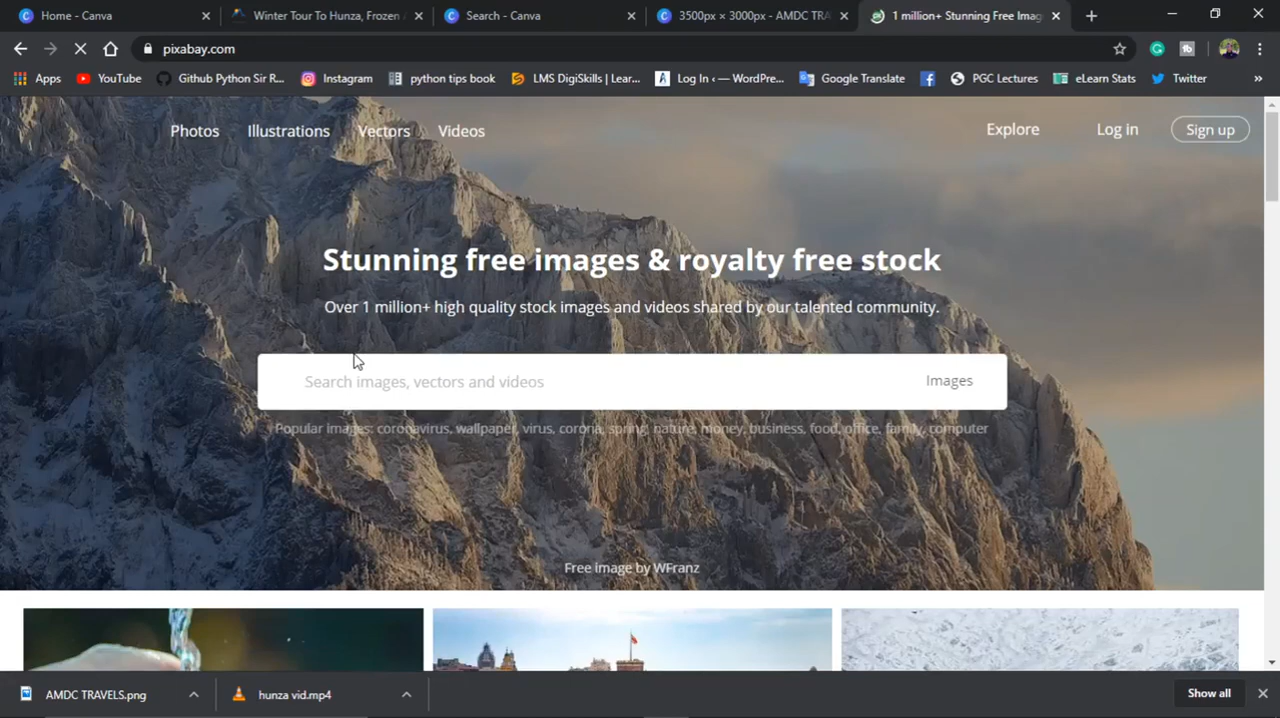 Home - Canva
Winter Tour To Hunza, Frozen
Search - Canva
3500px × 3000px - AMDC TRA
1 million+ Stunning Free Imag
pixabay.com
Apps
YouTube
Github Python Sir R...
Instagram
python tips book
LMS DigiSkills | Lear...
Log In ‹ — WordPre...
Google Translate
PGC Lectures
eLearn Stats
Twitter
»
Photos
Illustrations
Vectors
Videos
Explore
Log in
Sign up
Stunning free images & royalty free stock
Over 1 million+ high quality stock images and videos shared by our talented community.
Search images, vectors and videos
Images
Popular images: coronavirus, wallpaper, virus, corona, spring, nature, money, business, food, office, family, computer
Free image by WFranz
AMDC TRAVELS.png
hunza vid.mp4
Show all